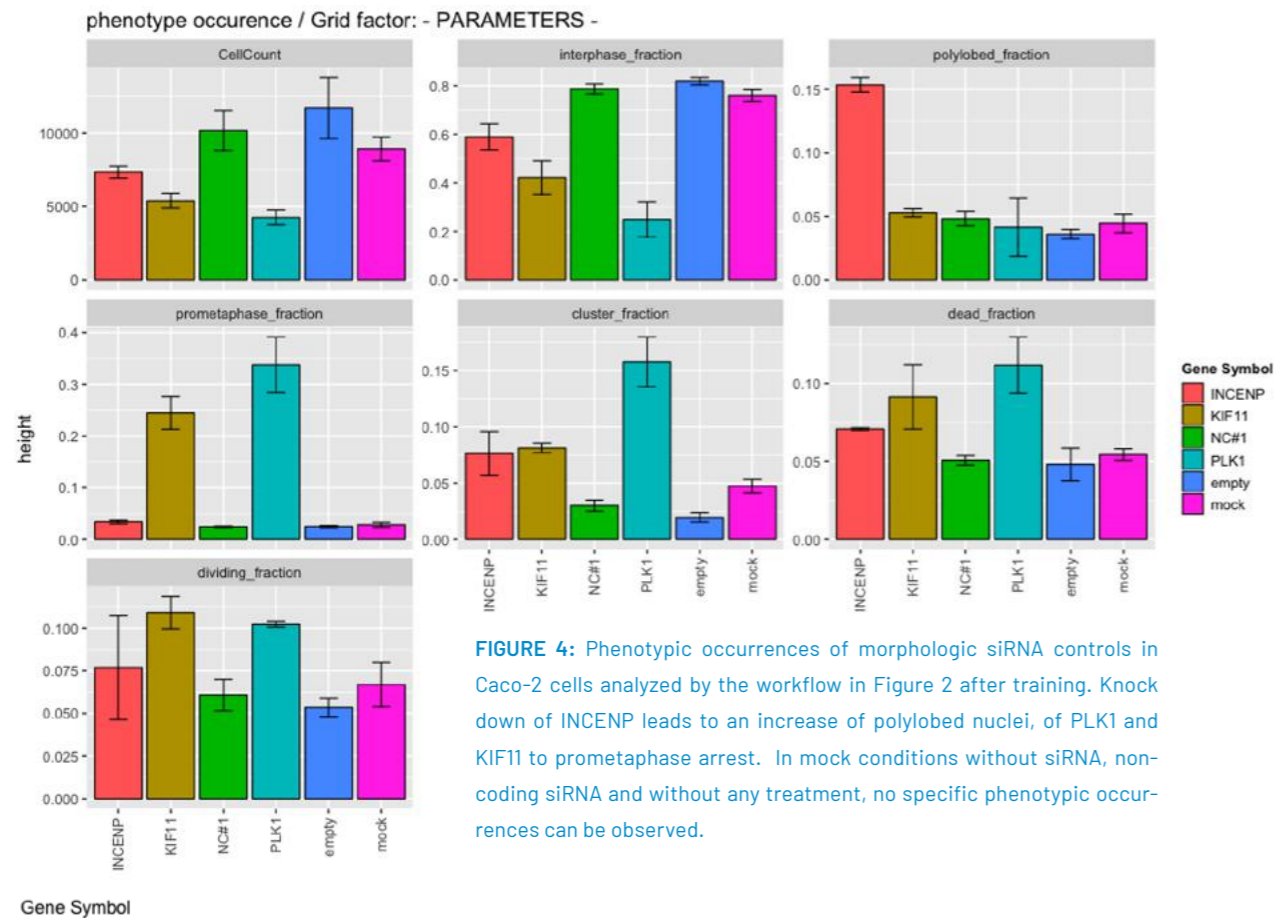 phenotype occurence / Grid factor: - PARAMETERS -
CellCount
interphase_fraction
polylobed_fraction
10000
5000
0
0.8
0.6
0.4
0.2
0.0
0.15
0.10
0.05
0.00
prometaphase_fraction
cluster_fraction
dead_fraction
height
0.4
0.3
0.2
0.1
0.0
0.15
0.10
0.05
0.00
0.10
0.05
0.00
INCENP
KIF11
NC#1
PLK1
empty
mock
INCENP
KIF11
NC#1
PLK1
empty
mock
Gene Symbol
INCENP
KIF11
NC#1
PLK1
empty
mock
dividing_fraction
0.100
0.075
0.050
0.025
0.000
INCENP
KIF11
NC#1
PLK1
empty
mock
Gene Symbol
FIGURE 4: Phenotypic occurrences of morphologic siRNA controls in
Caco-2 cells analyzed by the workflow in Figure 2 after training. Knock
down of INCENP leads to an increase of polylobed nuclei, of PLK1 and
KIF11 to prometaphase arrest. In mock conditions without siRNA, non-
coding siRNA and without any treatment, no specific phenotypic occur-
rences can be observed.